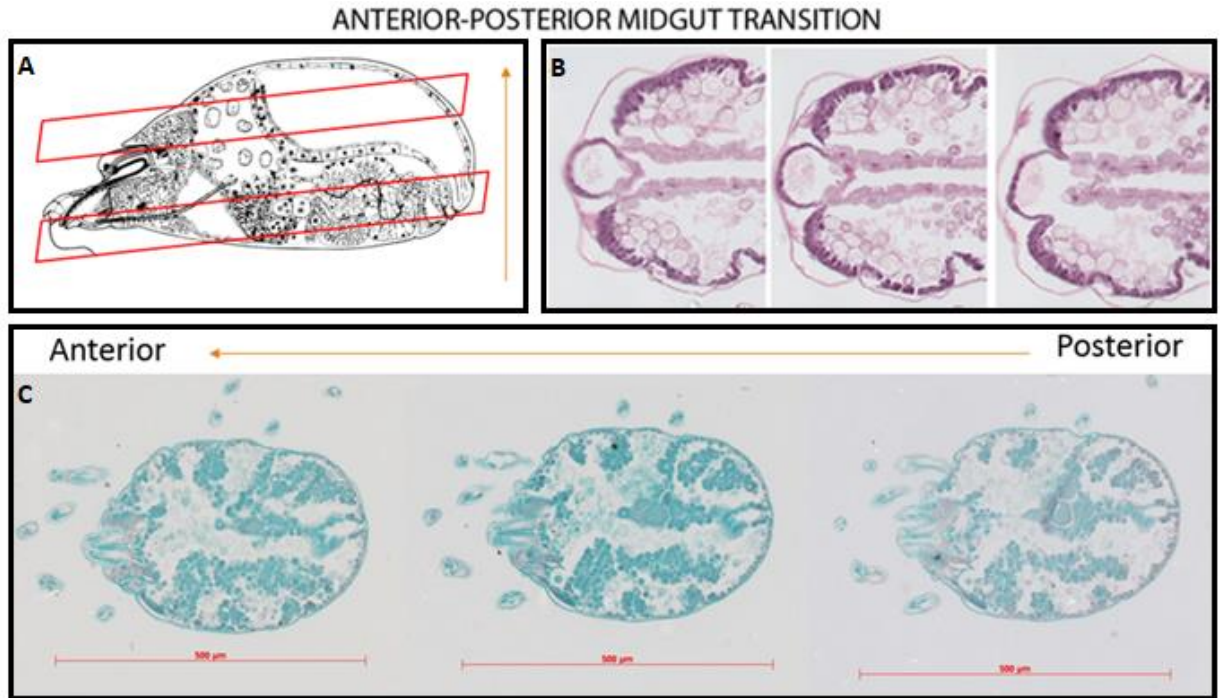 ANTERIOR-POSTERIOR MIDGUT TRANSITION
A
B
Anterior Posterior
C
500 µm 500 µm 500 µm